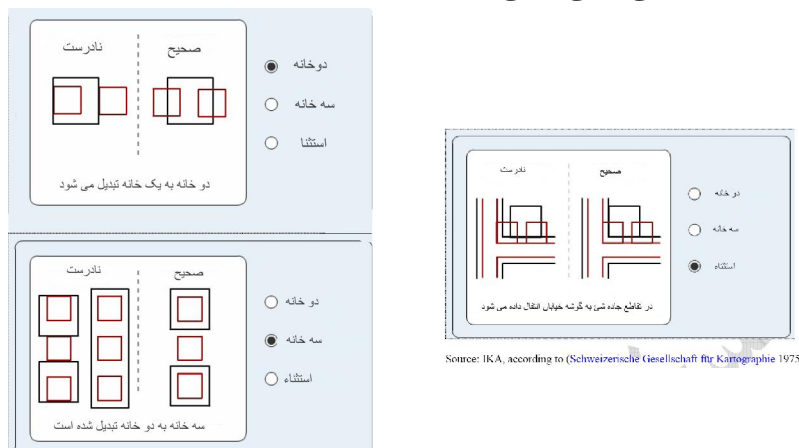 صحیح
نادرست
دوخانه
سه خانه
استثنا
دو خانه به یک خانه تبدیل می شود
صحیح
نادرست
دو خانه
سه خانه
استثناء
سه خانه به دو خانه تبدیل شده است
صحیح
نادرست
دو خانه
سه خانه
استثناء
در تقاطع جاده شئ به گوشه خیابان انتقال داده می شود
Source: IKA, according to (Schweizerische Gesellschaft für Kartographie 1975